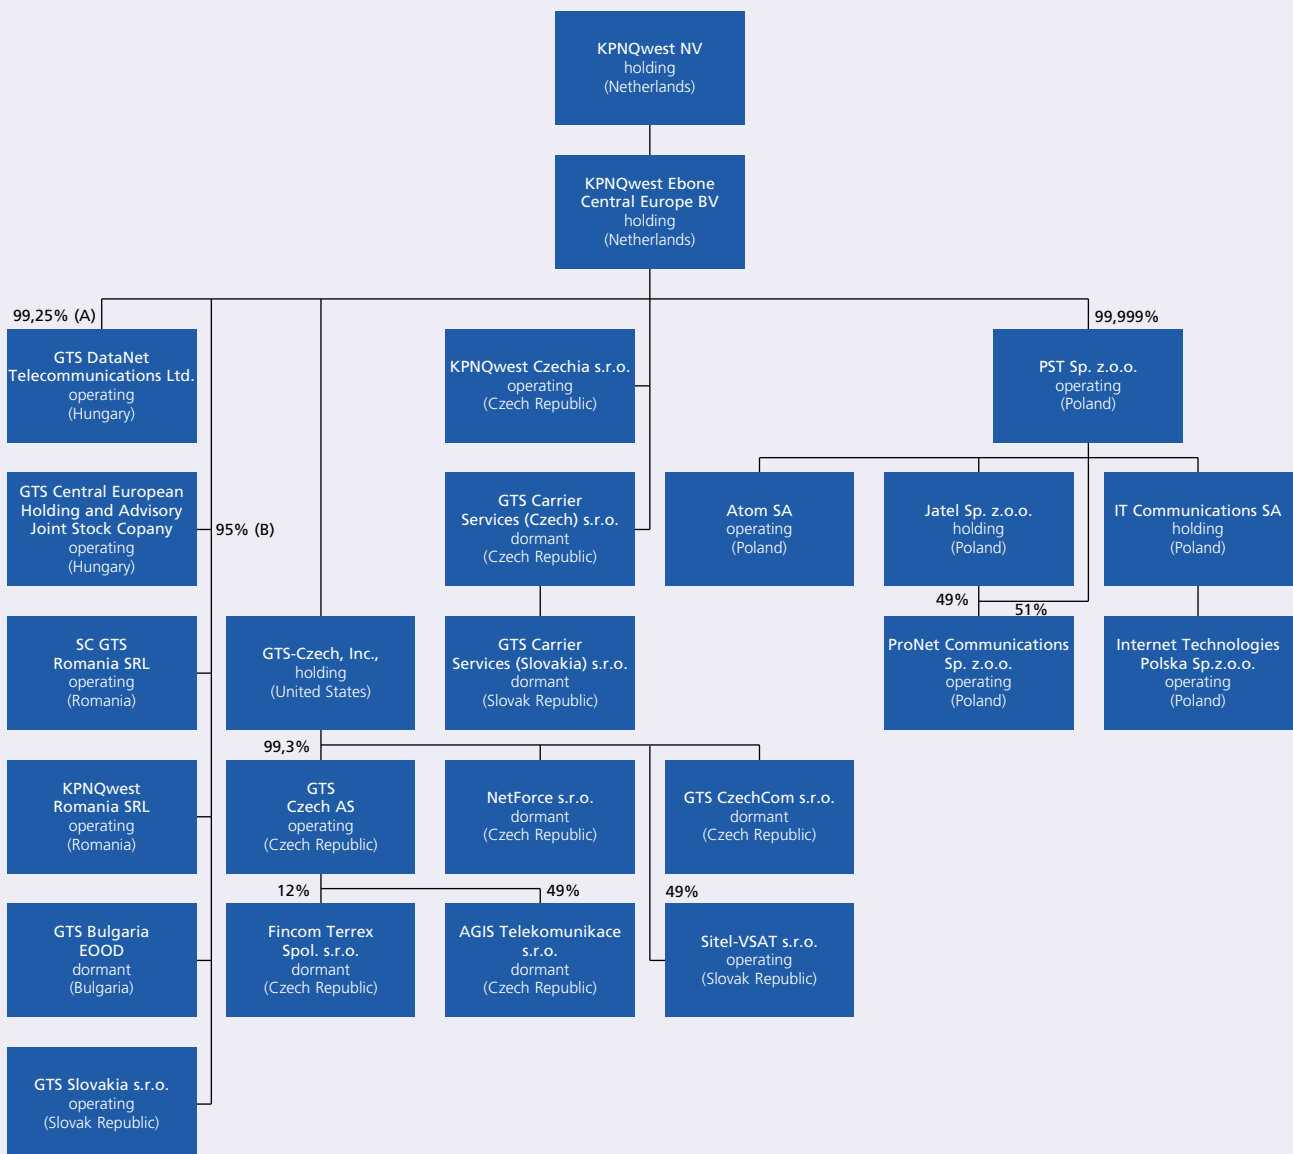 KPNQwest NV
holding
(Netherlands)
KPNQwest Ebone
Central Europe BV
holding
(Netherlands)
99,25% (A)
99,999%
GTS DataNet
Telecommunications Ltd.
operating
(Hungary)
KPNQwest Czechia s.r.o.
operating
(Czech Republic)
PST Sp. z.o.o.
operating
(Poland)
GTS Central European
Holding and Advisory
Joint Stock Copany
operating
(Hungary)
95% (B)
GTS Carrier
Services (Czech) s.r.o.
dormant
(Czech Republic)
Atom SA
operating
(Poland)
Jatel Sp. z.o.o.
holding
(Poland)
IT Communications SA
holding
(Poland)
49%
51%
SC GTS
Romania SRL
operating
(Romania)
GTS-Czech, Inc.,
holding
(United States)
GTS Carrier
Services (Slovakia) s.r.o.
dormant
(Slovak Republic)
ProNet Communications
Sp. z.o.o.
operating
(Poland)
Internet Technologies
Polska Sp.z.o.o.
operating
(Poland)
99,3%
KPNQwest
Romania SRL
operating
(Romania)
GTS
Czech AS
operating
(Czech Republic)
NetForce s.r.o.
dormant
(Czech Republic)
GTS CzechCom s.r.o.
dormant
(Czech Republic)
12%
49%
49%
GTS Bulgaria
EOOD
dormant
(Bulgaria)
Fincom Terrex
Spol. s.r.o.
dormant
(Czech Republic)
AGIS Telekomunikace
s.r.o.
dormant
(Czech Republic)
Sitel-VSAT s.r.o.
operating
(Slovak Republic)
GTS Slovakia s.r.o.
operating
(Slovak Republic)